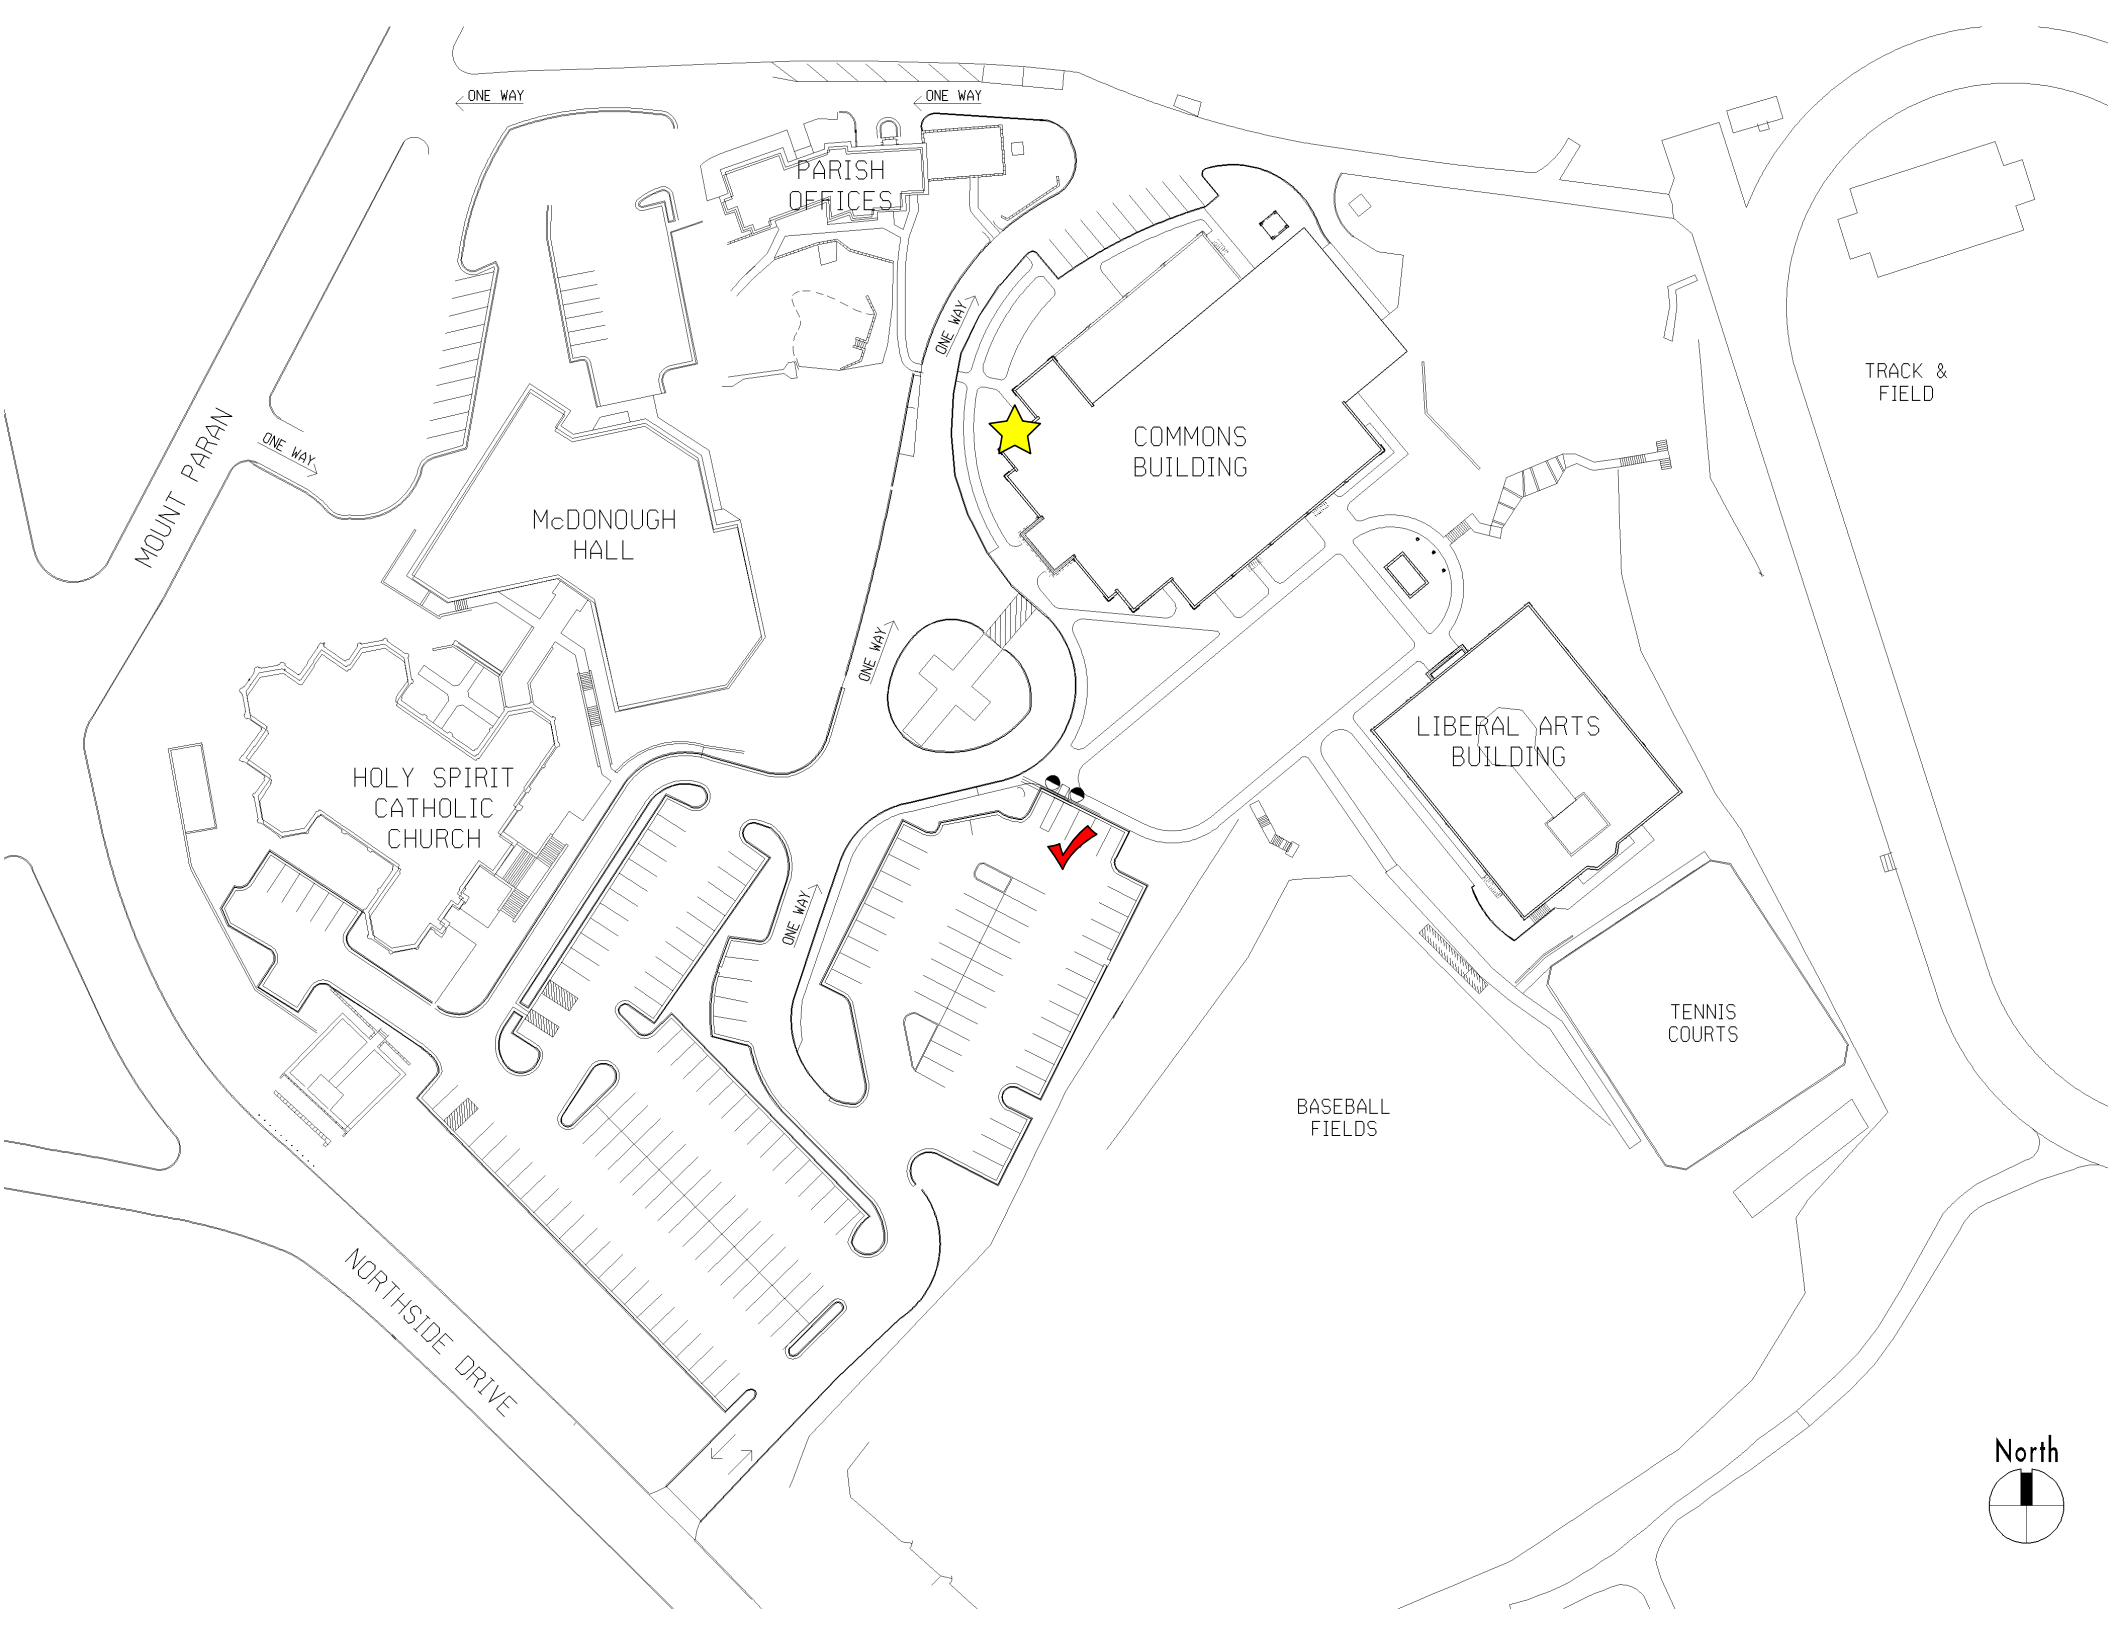 ONE WAY
ONE WAY
PARISH
OFFICES
ONE WAY
TRACK &
FIELD
MOUNT PARAN
ONE WAY
COMMONS
BUILDING
McDONOUGH
HALL
ONE WAY
LIBERAL ARTS
BUILDING
HOLY SPIRIT
CATHOLIC
CHURCH
ONE WAY
TENNIS
COURTS
BASEBALL
FIELDS
NORTHSIDE DRIVE
North